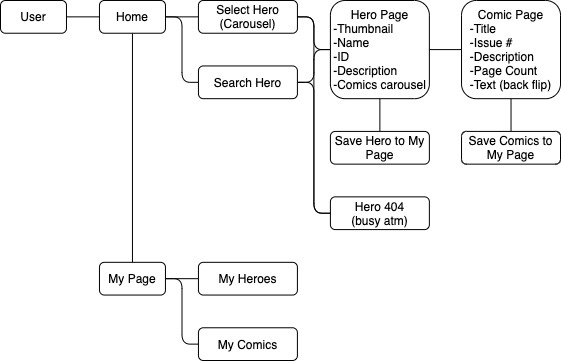 User
Home
Select Hero
(Carousel)
Search Hero
Hero Page
-Thumbnail
-Name
-ID
-Description
-Comics carousel
Comic Page
-Title
-Issue #
-Description
-Page Count
-Text (back flip)
Save Hero to My
Page
Save Comics to
My Page
Hero 404
(busy atm)
My Page
My Heroes
My Comics